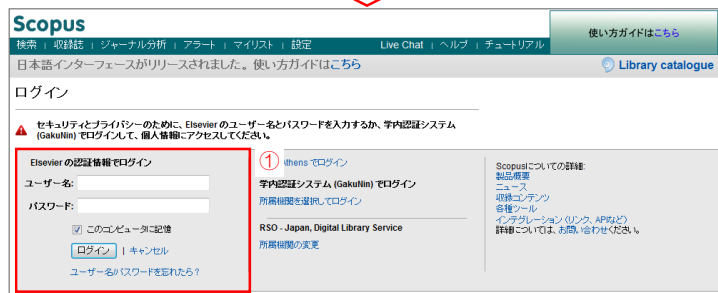 Scopus
検索 | 収録誌 | ジャーナル分析 | アラート | マイリスト | 設定
Live Chat | ヘルプ | チュートリアル
使い方ガイドはこちら
日本語インターフェースがリリースされました。使い方ガイドはこちら
Library catalogue
ログイン
セキュリティとプライバシーのために、Elsevier のユーザー名とパスワードを入力するか、学内認証システム
(GakuNin) でログインして、個人情報にアクセスしてください。
Elsevier の認証情報でログイン
ユーザー名:
パスワード:
このコンピュータに記憶
ログイン | キャンセル
ユーザー名/パスワードを忘れたら?
①
thens でログイン
学内認証システム (GakuNin) でログイン
所属機関を選択してログイン
RSO - Japan, Digital Library Service
所属機関の変更
Scopusについての詳細:
製品概要
ニュース
収録コンテンツ
各種ツール
インテグレーション (リンク、APIなど)
詳細については、お問い合わせください。